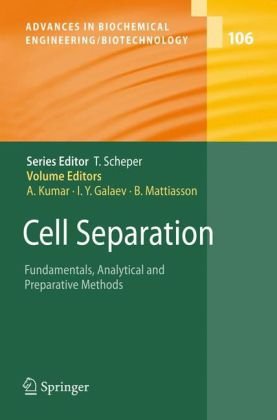 ADVANCES IN BIOCHEMICAL
ENGINEERING/BIOTECHNOLOGY
106
Series Editor T. Scheper
Volume Editors
A. Kumar · I. Y. Galaev · B. Mattiasson
Cell Separation
Fundamentals, Analytical and
Preparative Methods
Springer